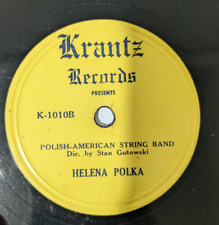 Krantz
Records
PRESENTS
K-1010B
POLISH-AMERICAN STRING BAND
Dir. by Stan Gutowski
HELENA POLKA